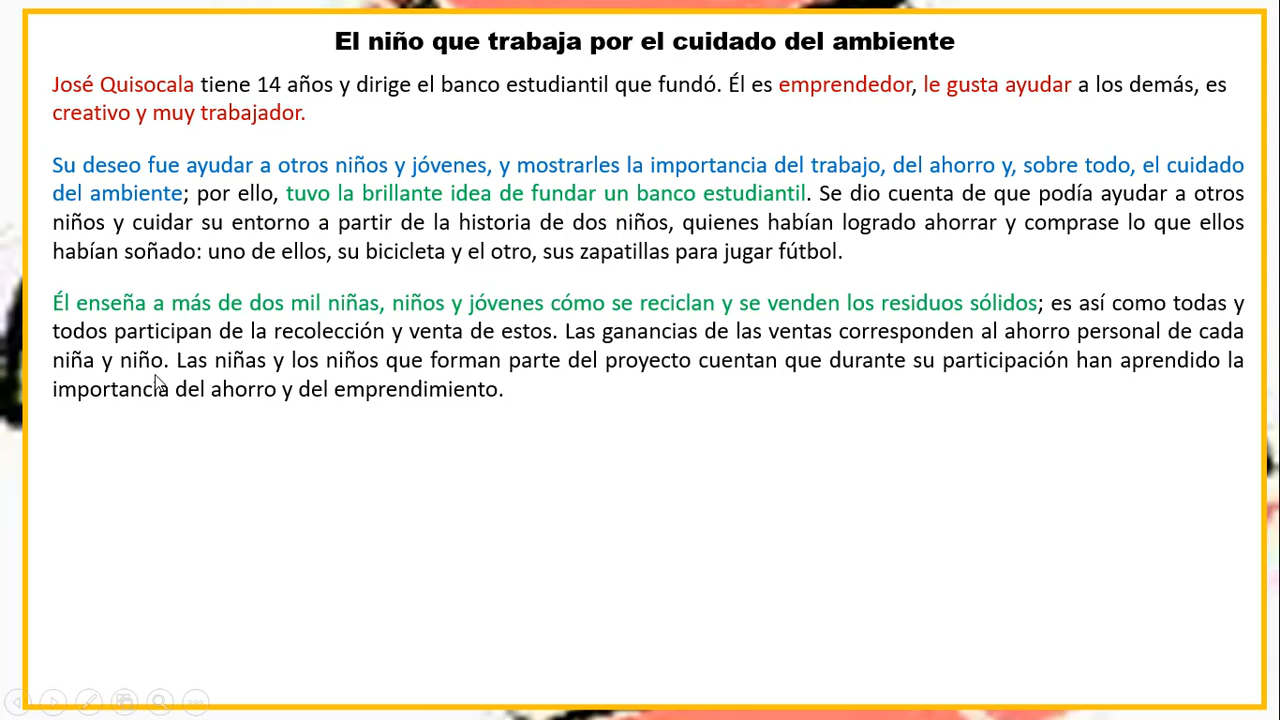 El niño que trabaja por el cuidado del ambiente
José Quisocala tiene 14 años y dirige el banco estudiantil que fundó. Él es emprendedor, le gusta ayudar a los demás, es
creativo y muy trabajador.
Su deseo fue ayudar a otros niños y jóvenes, y mostrarles la importancia del trabajo, del ahorro y, sobre todo, el cuidado
del ambiente; por ello, tuvo la brillante idea de fundar un banco estudiantil. Se dio cuenta de que podía ayudar a otros
niños y cuidar su entorno a partir de la historia de dos niños, quienes habían logrado ahorrar y comprase lo que ellos
habían soñado: uno de ellos, su bicicleta y el otro, sus zapatillas para jugar fútbol.
Él enseña a más de dos mil niñas, niños y jóvenes cómo se reciclan y se venden los residuos sólidos; es así como todas y
todos participan de la recolección y venta de estos. Las ganancias de las ventas corresponden al ahorro personal de cada
niña y niño. Las niñas y los niños que forman parte del proyecto cuentan que durante su participación han aprendido la
importancia del ahorro y del emprendimiento.